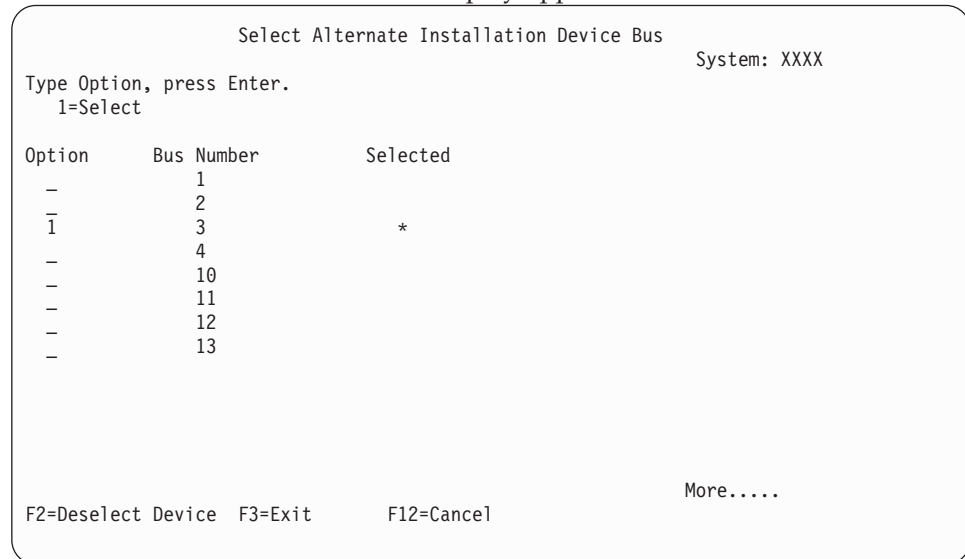 Select Alternate Installation Device Bus
System: XXXX
Type Option, press Enter.
1=Select
Option Bus Number Selected
_ 1
_ 2
1 3 *
_ 4
_ 10
_ 11
_ 12
_ 13
More.....
F2=Deselect Device F3=Exit F12=Cancel